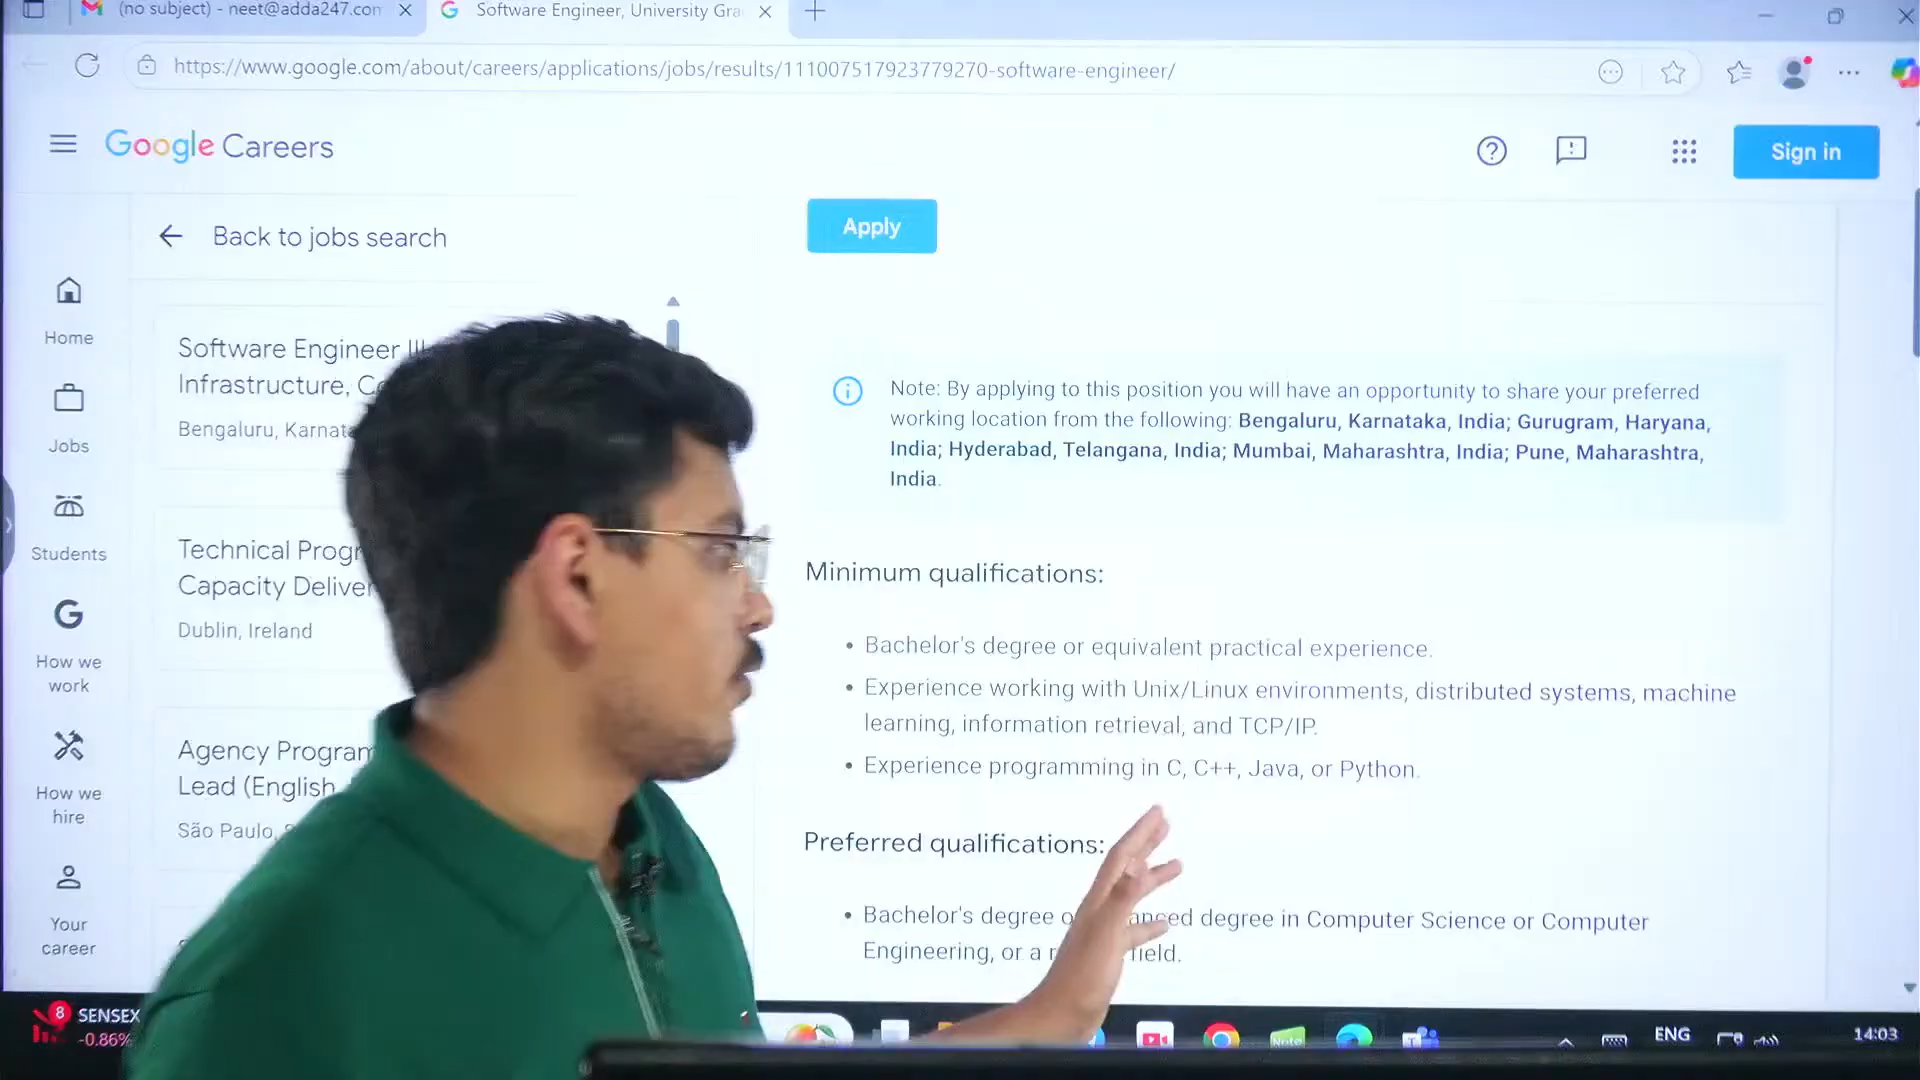 (no subject) - neet@adda247.con
Software Engineer, University Gra
https://www.google.com/about/careers/applications/jobs/results/111007517923779270-software-engineer/
Google Careers
Sign in
Back to jobs search
Apply
Home
Jobs
Students
How we
work
How we
hire
Your
career
Software Engineer III
Infrastructure,
Bengaluru,
Technical
Capacity
Dublin, Ireland
Agency
Lead (English
São Paulo,
Note: By applying to this position you will have an opportunity to share your preferred
working location from the following: Bengaluru, Karnataka, India; Gurugram, Haryana,
India; Hyderabad, Telangana, India; Mumbai, Maharashtra, India; Pune, Maharashtra,
India.
Minimum qualifications:
• Bachelor's degree or equivalent practical experience.
• Experience working with Unix/Linux environments, distributed systems, machine
learning, information retrieval, and TCP/IP.
• Experience programming in C, C++, Java, or Python.
Preferred qualifications:
• Bachelor's degree degree in Computer Science or Computer
Engineering, or a field.
8 SENSEX
-0.86%
ENG
14:03